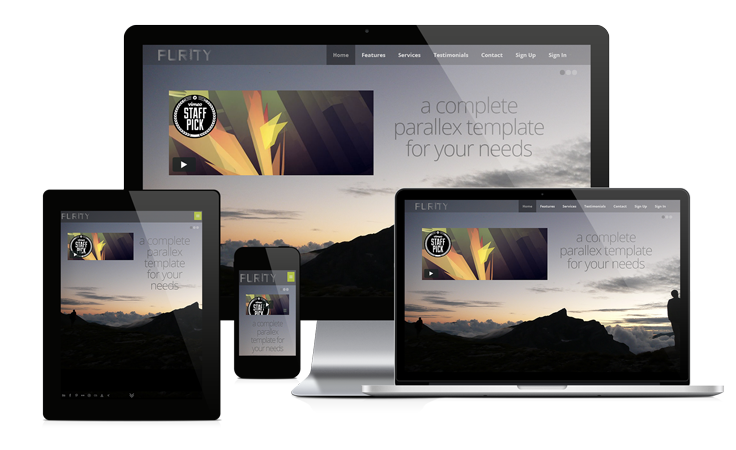 FLRITY
Home Features Services Testimonials Contact Sign Up Sign In
vimeo
STAFF
PICK
a complete
parallex template
for your needs
FLRITY
vimeo
STAFF
PICK
a complete
parallex
template
for your
needs
FLRITY
STAFF
PICK
a complete
parallex
template for
your needs
FLRITY
Home Features Services Testimonials Contact Sign Up Sign In
vimeo
STAFF
PICK
a complete
parallex template
for your needs